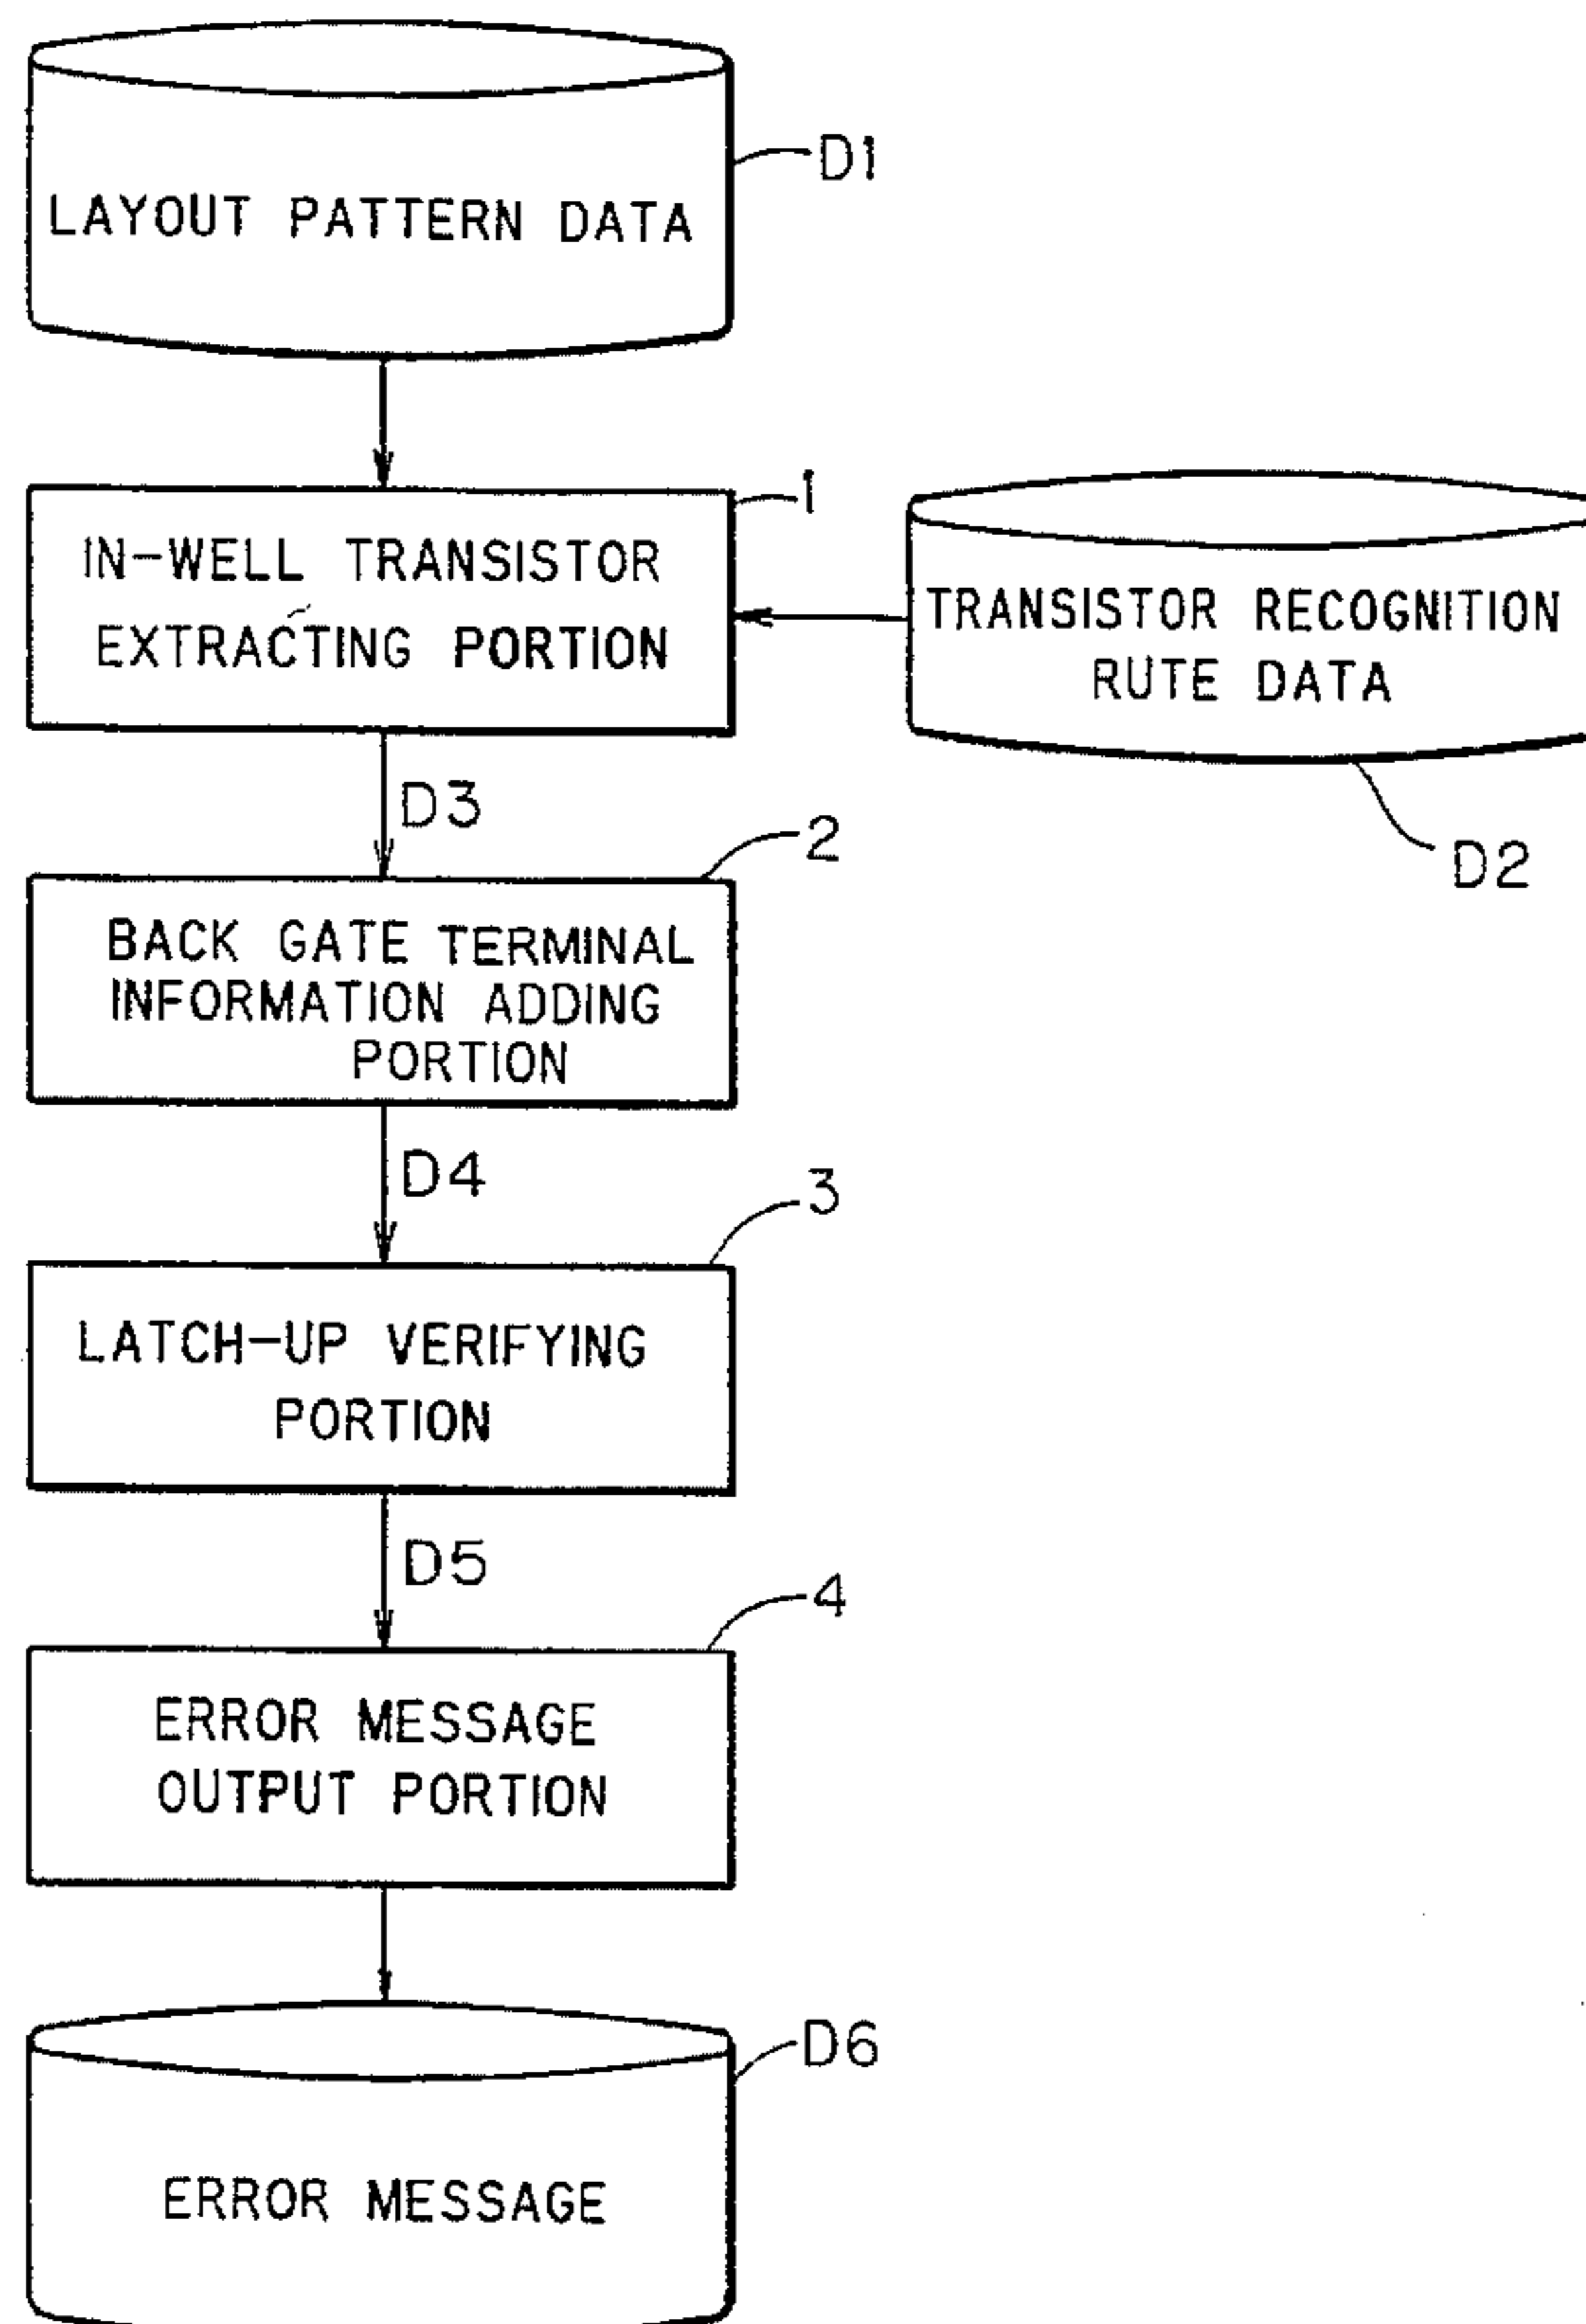 D1
LAYOUT PATTERN DATA
1
IN-WELL TRANSISTOR
EXTRACTING PORTION
TRANSISTOR RECOGNITION
RUTE DATA
D3
D2
2
BACK GATE TERMINAL
INFORMATION ADDING
PORTION
D4
3
LATCH-UP VERIFYING
PORTION
D5
4
ERROR MESSAGE
OUTPUT PORTION
D6
ERROR MESSAGE